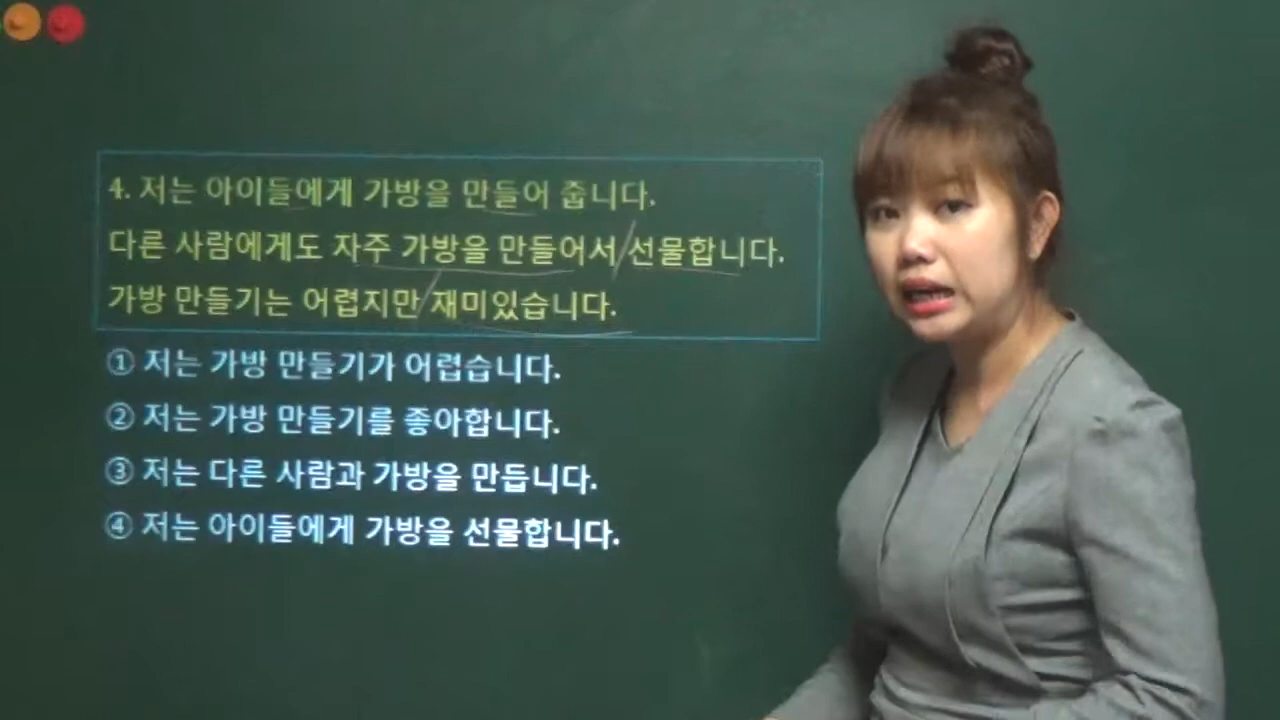 4. 저는 아이들에게 가방을 만들어 줍니다.
다른 사람에게도 자주 가방을 만들어서 선물합니다.
가방 만들기는 어렵지만 재미있습니다.
① 저는 가방 만들기가 어렵습니다.
② 저는 가방 만들기를 좋아합니다.
③ 저는 다른 사람과 가방을 만듭니다.
④ 저는 아이들에게 가방을 선물합니다.